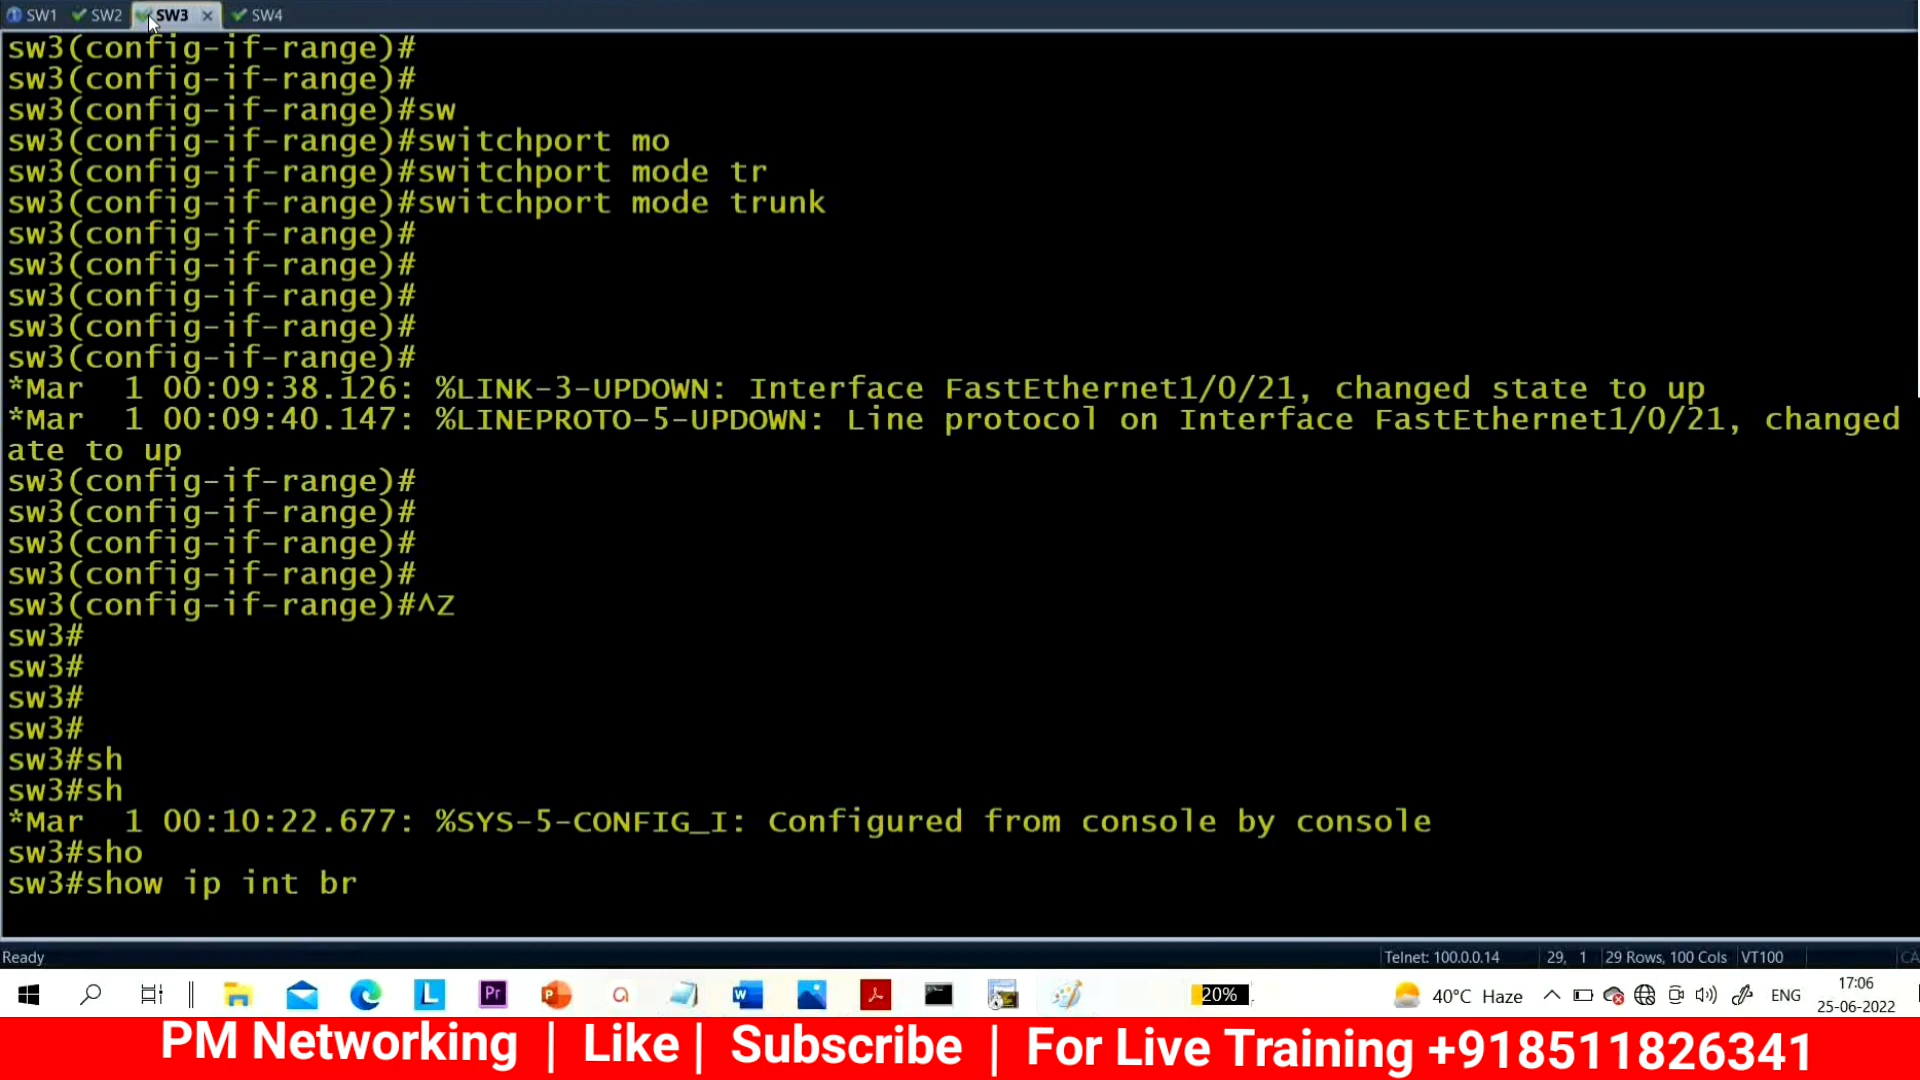 SW1 SW2 SW3 × SW4
sw3(config-if-range)#
sw3(config-if-range)#
sw3(config-if-range)#sw
sw3(config-if-range)#switchport mo
sw3(config-if-range)#switchport mode tr
sw3(config-if-range)#switchport mode trunk
sw3(config-if-range)#
sw3(config-if-range)#
sw3(config-if-range)#
sw3(config-if-range)#
sw3(config-if-range)#
*Mar  1 00:09:38.126: %LINK-3-UPDOWN: Interface FastEthernet1/0/21, changed state to up
*Mar  1 00:09:40.147: %LINEPROTO-5-UPDOWN: Line protocol on Interface FastEthernet1/0/21, changed
ate to up
sw3(config-if-range)#
sw3(config-if-range)#
sw3(config-if-range)#
sw3(config-if-range)#
sw3(config-if-range)#^Z
sw3#
sw3#
sw3#
sw3#
sw3#sh
sw3#sh
*Mar  1 00:10:22.677: %SYS-5-CONFIG_I: Configured from console by console
sw3#sho
sw3#show ip int br
Ready Telnet: 100.0.0.14 29, 1 29 Rows, 100 Cols VT100 CA
L Pr P W 20% 40°C Haze ENG 17:06
25-06-2022
PM Networking | Like | Subscribe | For Live Training +918511826341